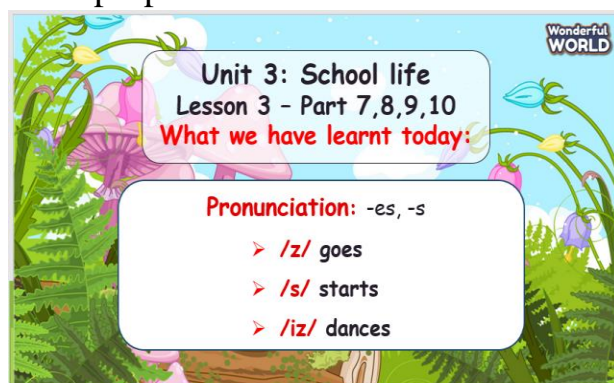 Wonderful
WORLD
Unit 3: School life
Lesson 3 – Part 7,8,9,10
What we have learnt today:
Pronunciation: -es, -s
➢ /z/ goes
➢ /s/ starts
➢ /iz/ dances